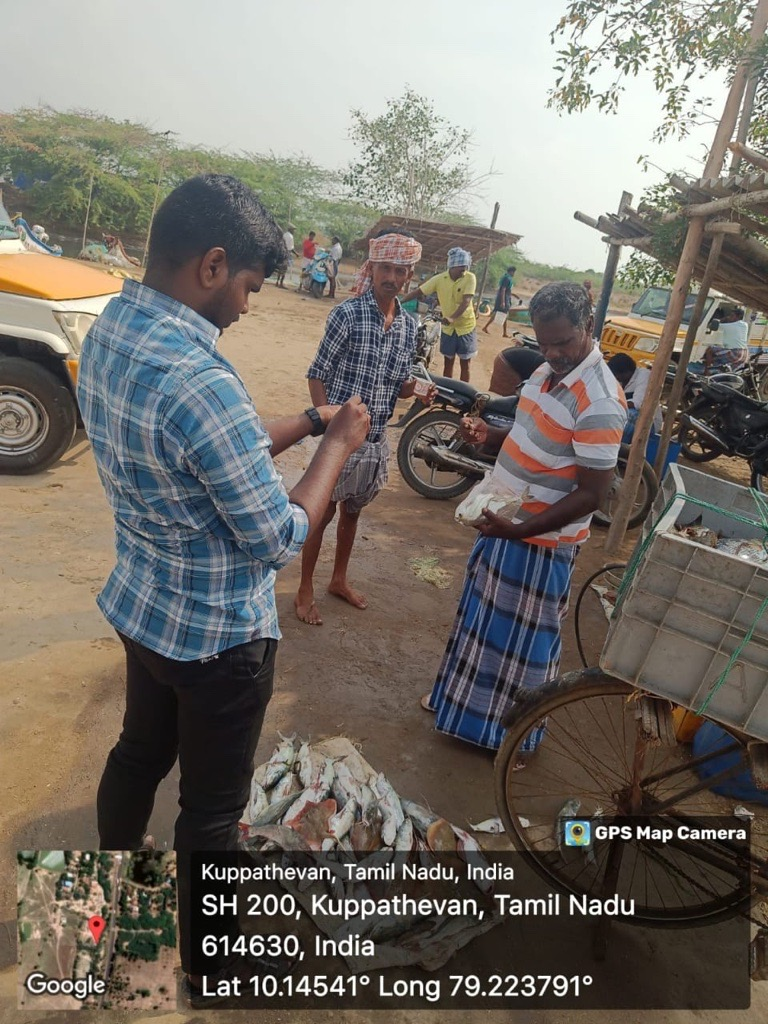 GPS Map Camera
Kuppathevan, Tamil Nadu, India
SH 200, Kuppathevan, Tamil Nadu
614630, India
Lat 10.14541° Long 79.223791°
Google